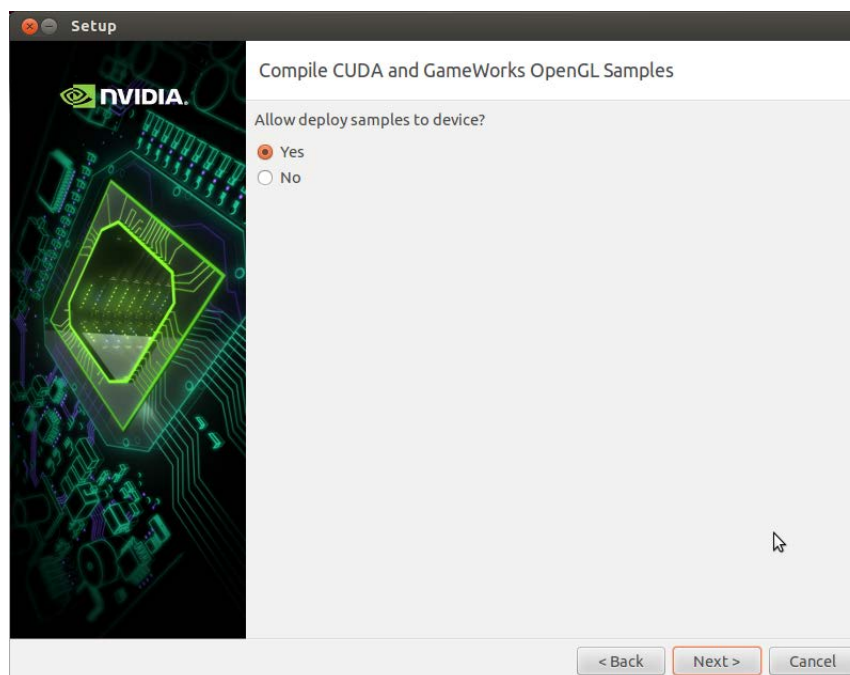 Setup
NVIDIA.
Compile CUDA and GameWorks OpenGL Samples
Allow deploy samples to device?
Yes
No
< Back
Next >
Cancel